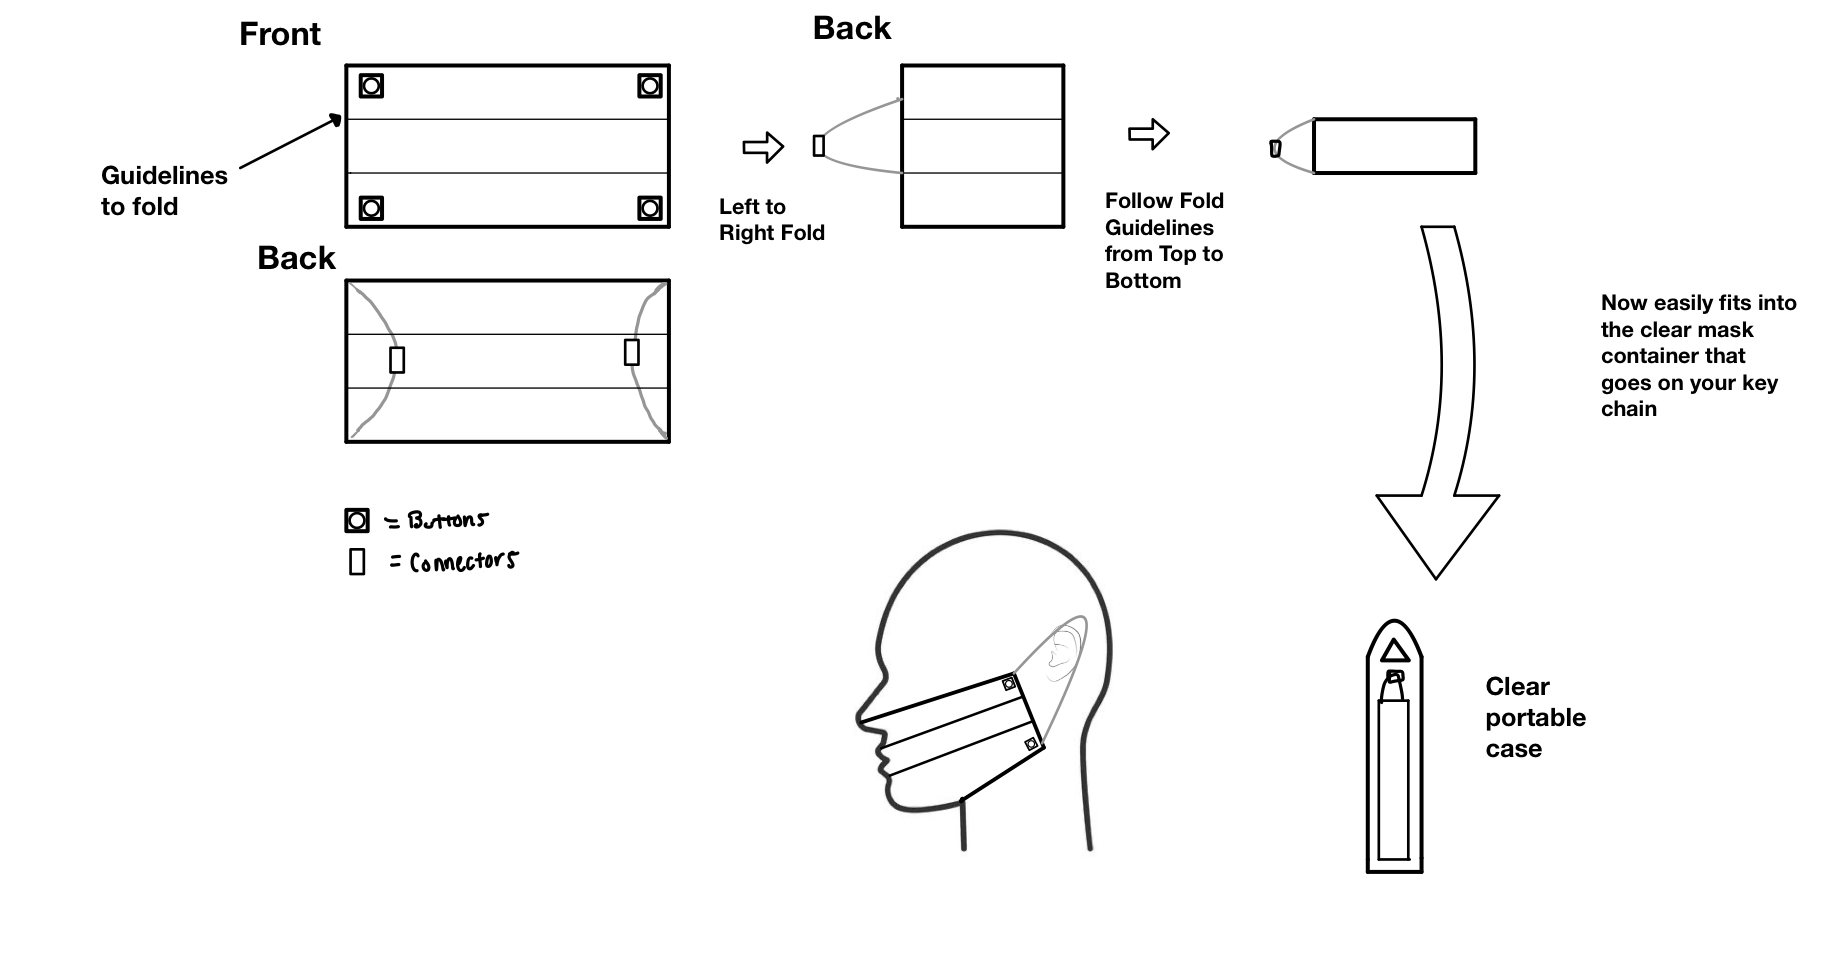 Front
Guidelines
to fold
Back
= Buttons
= Connectors
Left to
Right Fold
Back
Follow Fold
Guidelines
from Top to
Bottom
Now easily fits into
the clear mask
container that
goes on your key
chain
Clear
portable
case